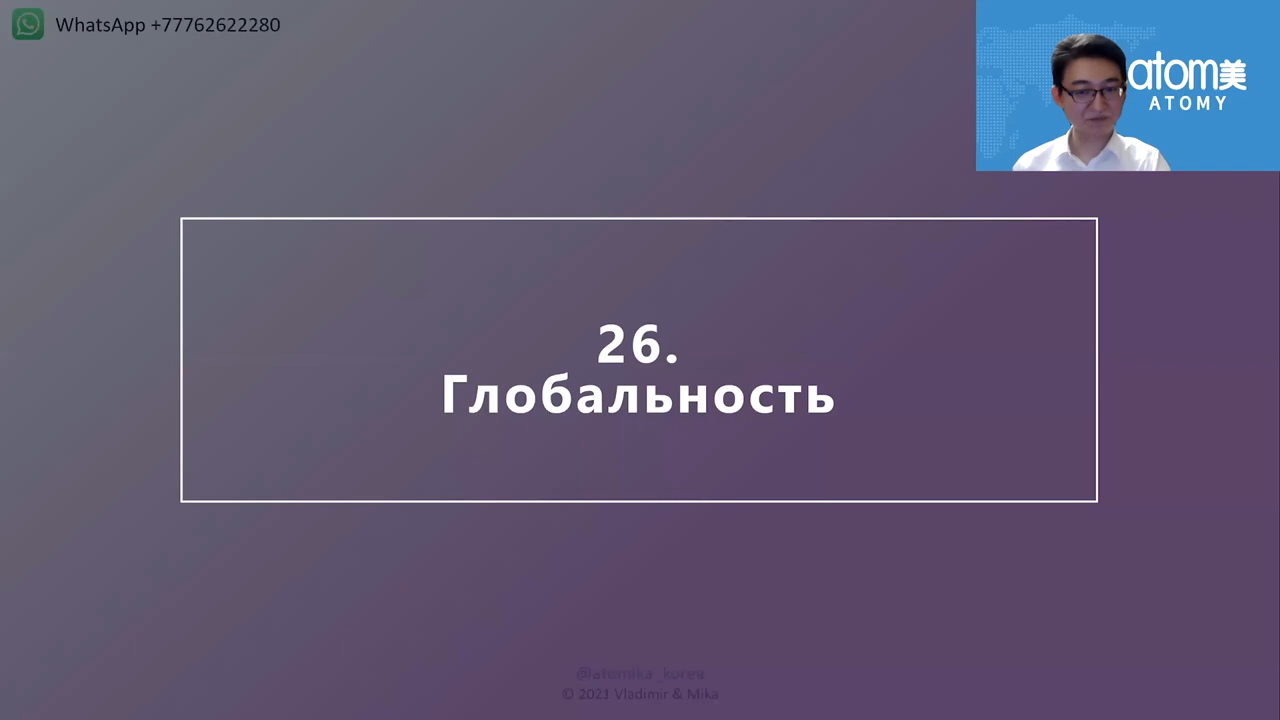 WhatsApp +77762622280
atom美
ATOMY
26.
Глобальность
@atomika_korea
© 2021 Vladimir & Mika